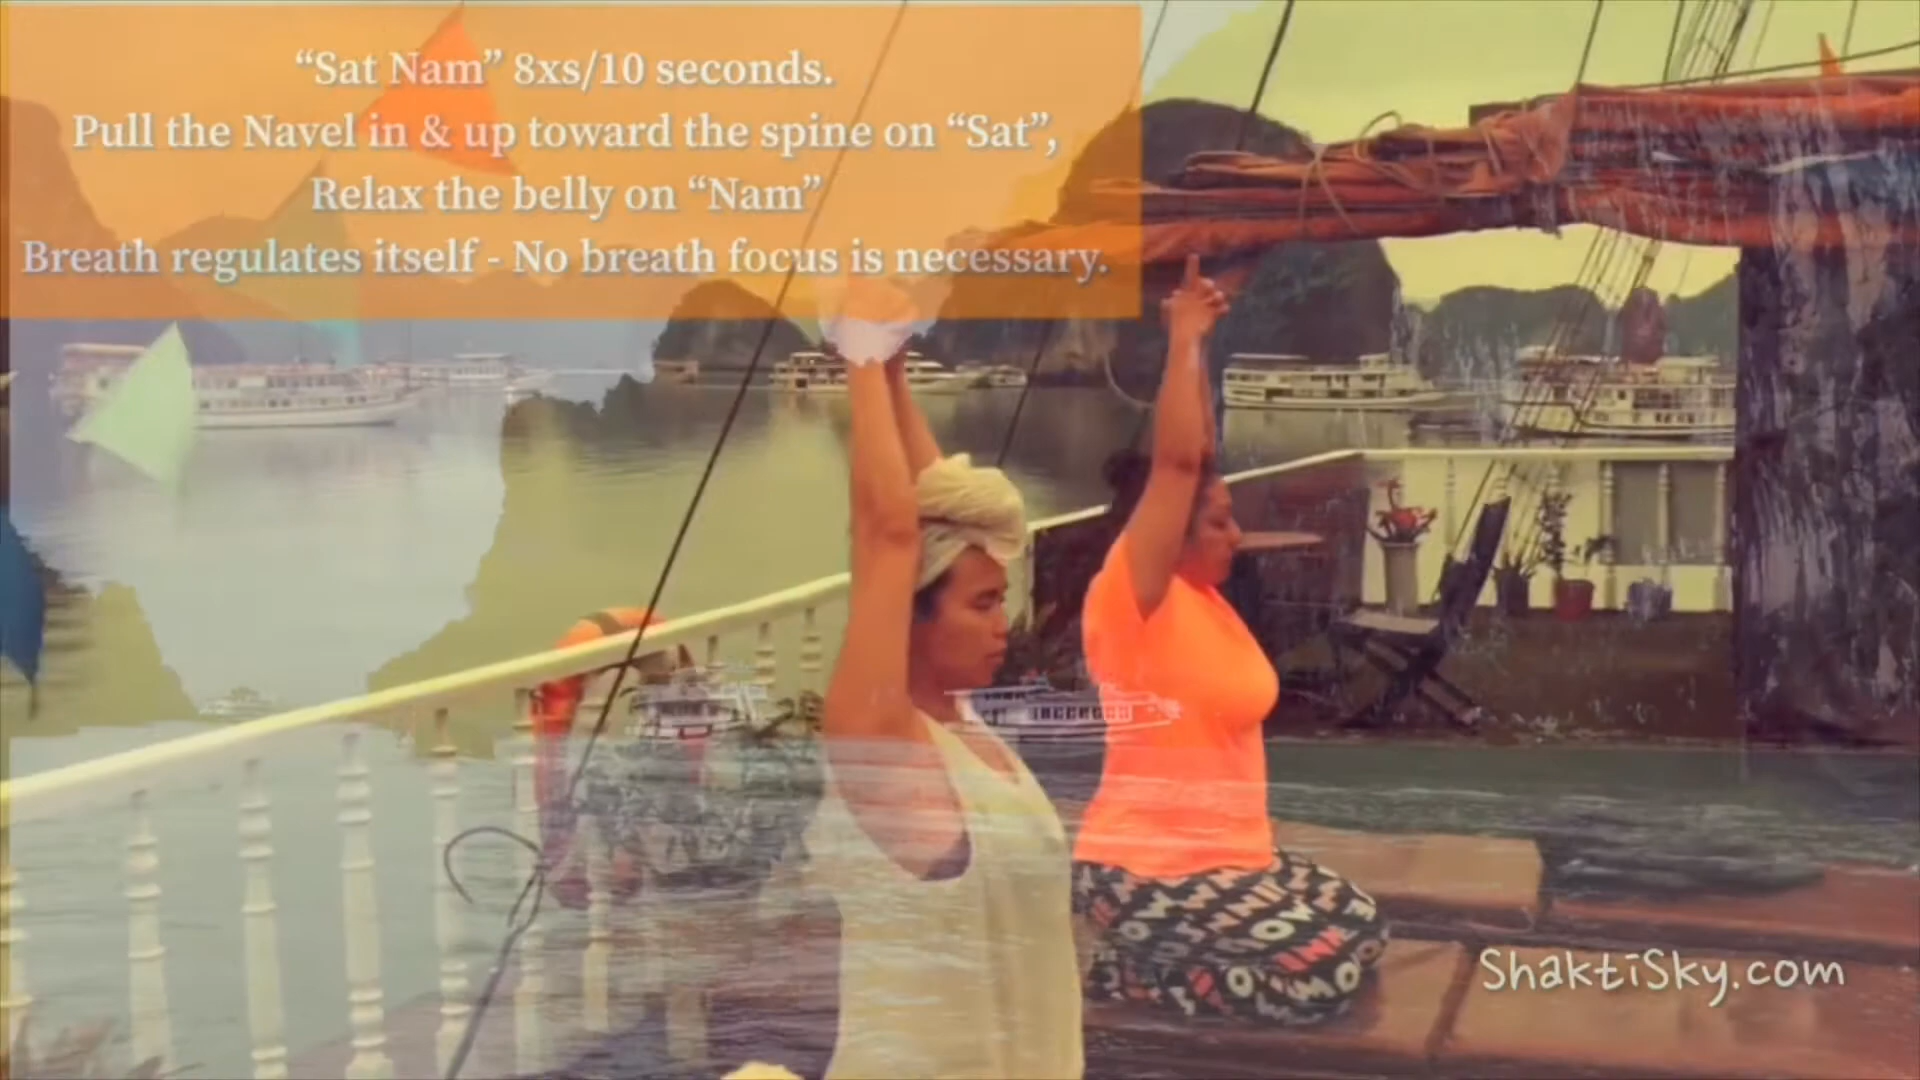 “Sat Nam” 8xs/10 seconds.
Pull the Navel in & up toward the spine on “Sat”,
Relax the belly on “Nam”
Breath regulates itself - No breath focus is necessary.
ShaktiSky.com